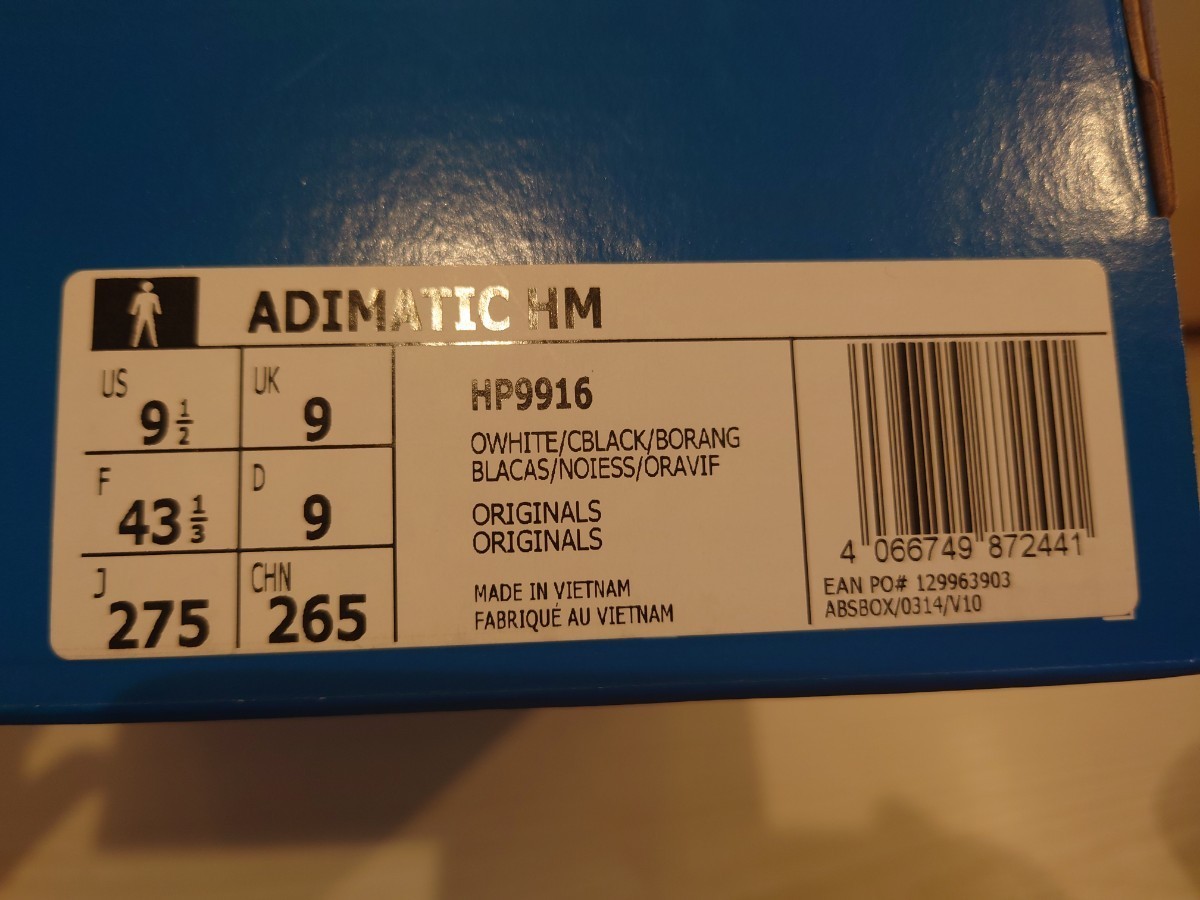 ADIMATIC HM
US 9 1/2
UK 9
F 43 1/3
D 9
J 275
CHN 265
HP9916
OWHITE/CBLACK/BORANG
BLACAS/NOIESS/ORAVIF
ORIGINALS
ORIGINALS
MADE IN VIETNAM
FABRIQUÉ AU VIETNAM
4 066749 872441
EAN PO# 129963903
ABSBOX/0314/V10